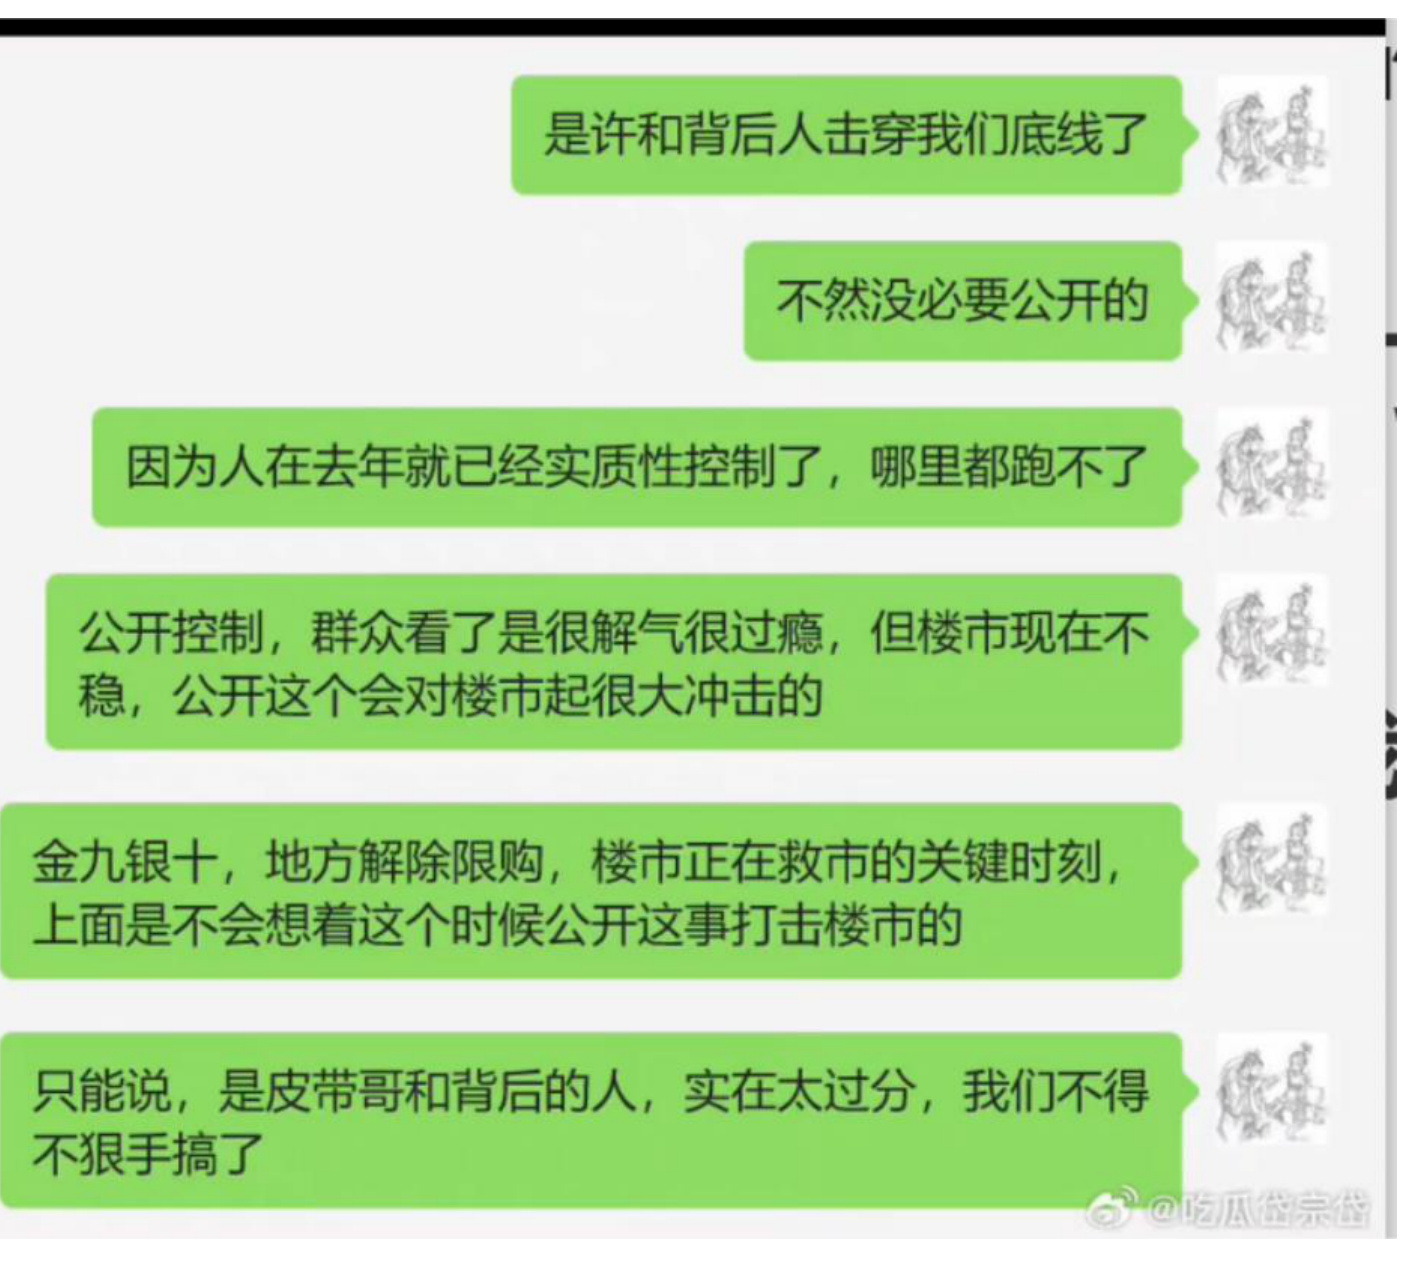 是许和背后人击穿我们底线了
不然没必要公开的
因为人在去年就已经实质性控制了，哪里都跑不了
公开控制，群众看了是很解气很过瘾，但楼市现在不
稳，公开这个会对楼市起很大冲击的
金九银十，地方解除限购，楼市正在救市的关键时刻，
上面是不会想着这个时候公开这事打击楼市的
只能说，是皮带哥和背后的人，实在太过分，我们不得
不狠手搞了
@吃瓜岱宗岱